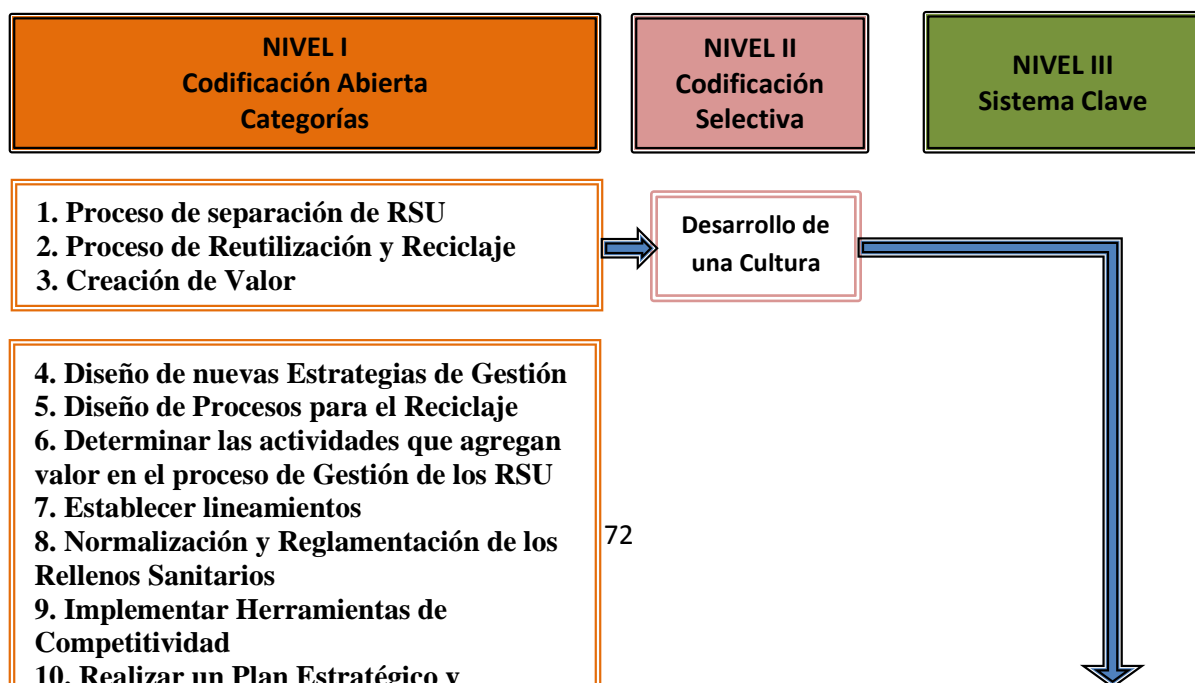 NIVEL I
Codificación Abierta
Categorías
NIVEL II
Codificación
Selectiva
NIVEL III
Sistema Clave
1. Proceso de separación de RSU
2. Proceso de Reutilización y Reciclaje
3. Creación de Valor
Desarrollo de
una Cultura
4. Diseño de nuevas Estrategias de Gestión
5. Diseño de Procesos para el Reciclaje
6. Determinar las actividades que agregan
valor en el proceso de Gestión de los RSU
7. Establecer lineamientos
8. Normalización y Reglamentación de los
Rellenos Sanitarios
9. Implementar Herramientas de
Competitividad
10. Realizar un Plan Estratégico y
72